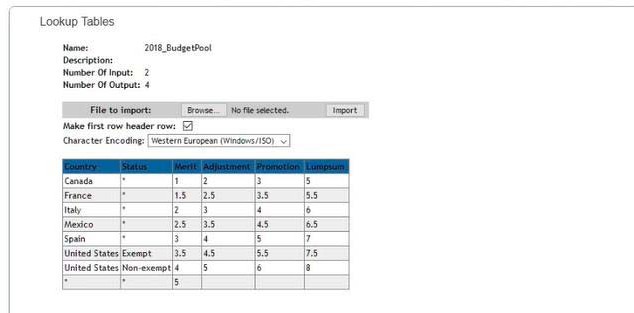 Lookup Tables
Name: 2018_BudgetPool
Description:
Number Of Input: 2
Number Of Output: 4
File to import: Browse... No file selected. Import
Make first row header row:
Character Encoding: Western European (Windows/ISO)
Country Status Merit Adjustment Promotion Lumpsum
Canada * 1 2 3 5
France * 1.5 2.5 3.5 5.5
Italy * 2 3 4 6
Mexico * 2.5 3.5 4.5 6.5
Spain * 3 4 5 7
United States Exempt 3.5 4.5 5.5 7.5
United States Non-exempt 4 5 6 8
* * 5